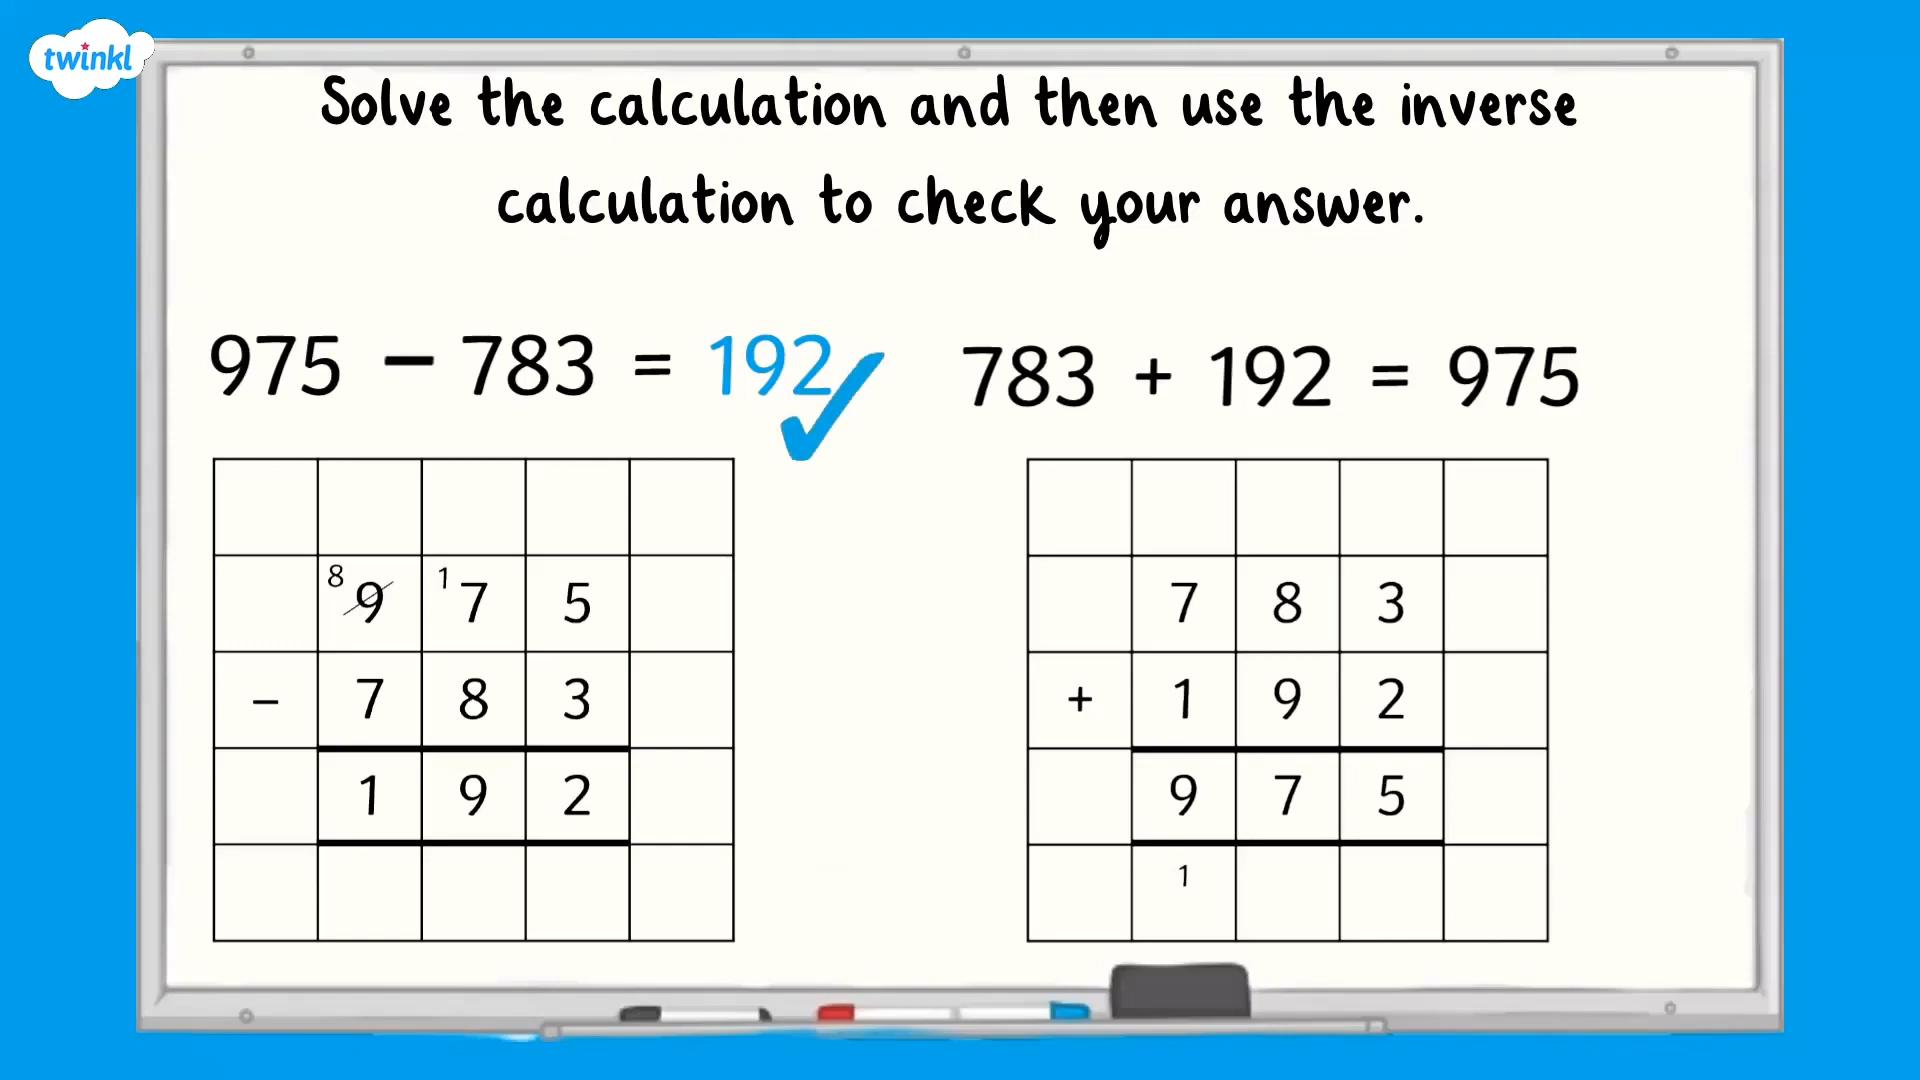 twinkl
Solve the calculation and then use the inverse
calculation to check your answer.
975 − 783 = 192
783 + 192 = 975
8 9 1 7 5
− 7 8 3
1 9 2
7 8 3
+ 1 9 2
9 7 5
1